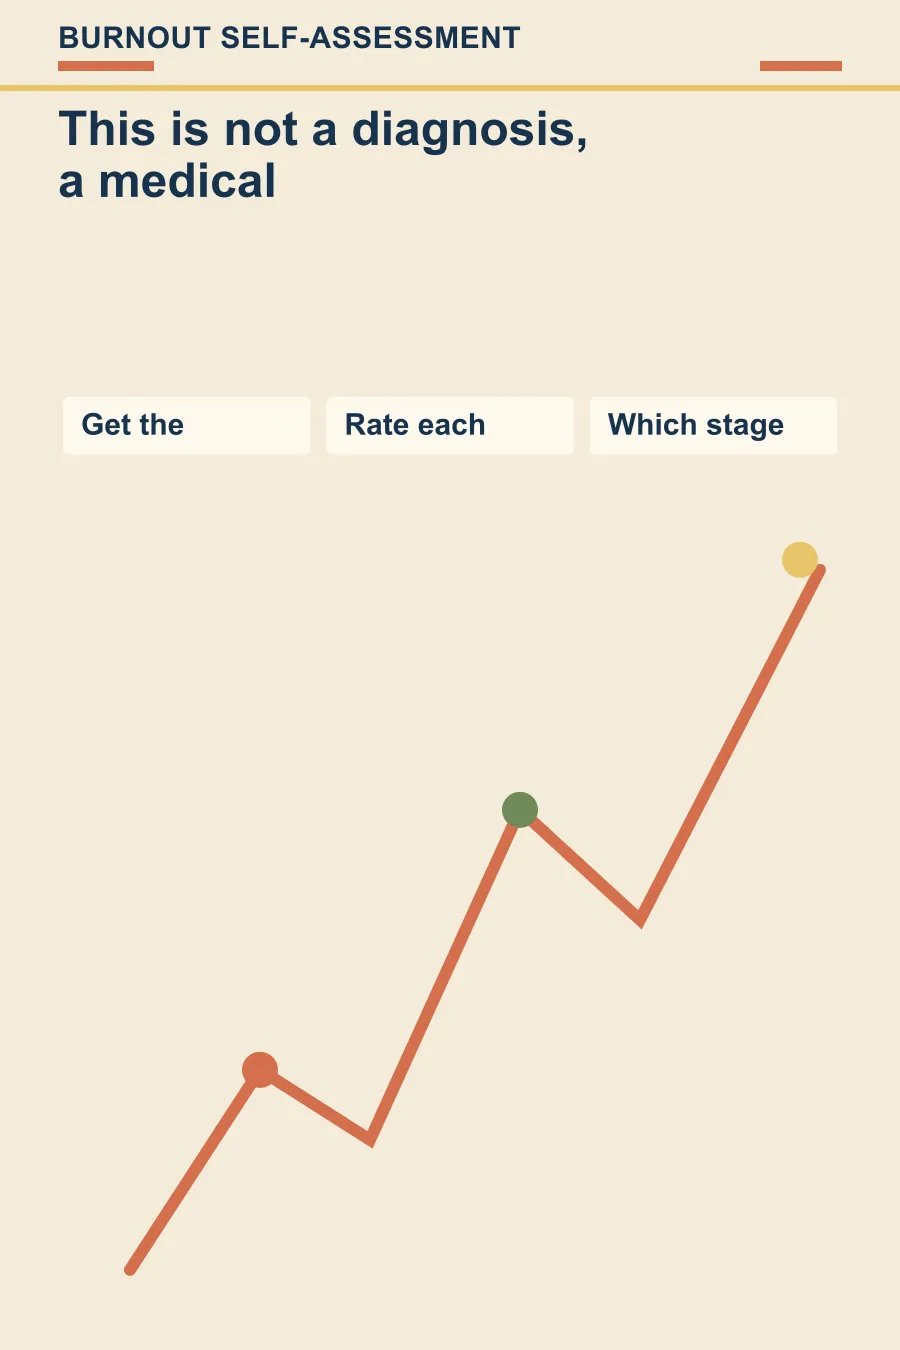 BURNOUT SELF-ASSESSMENT
This is not a diagnosis,
a medical
Get the
Rate each
Which stage